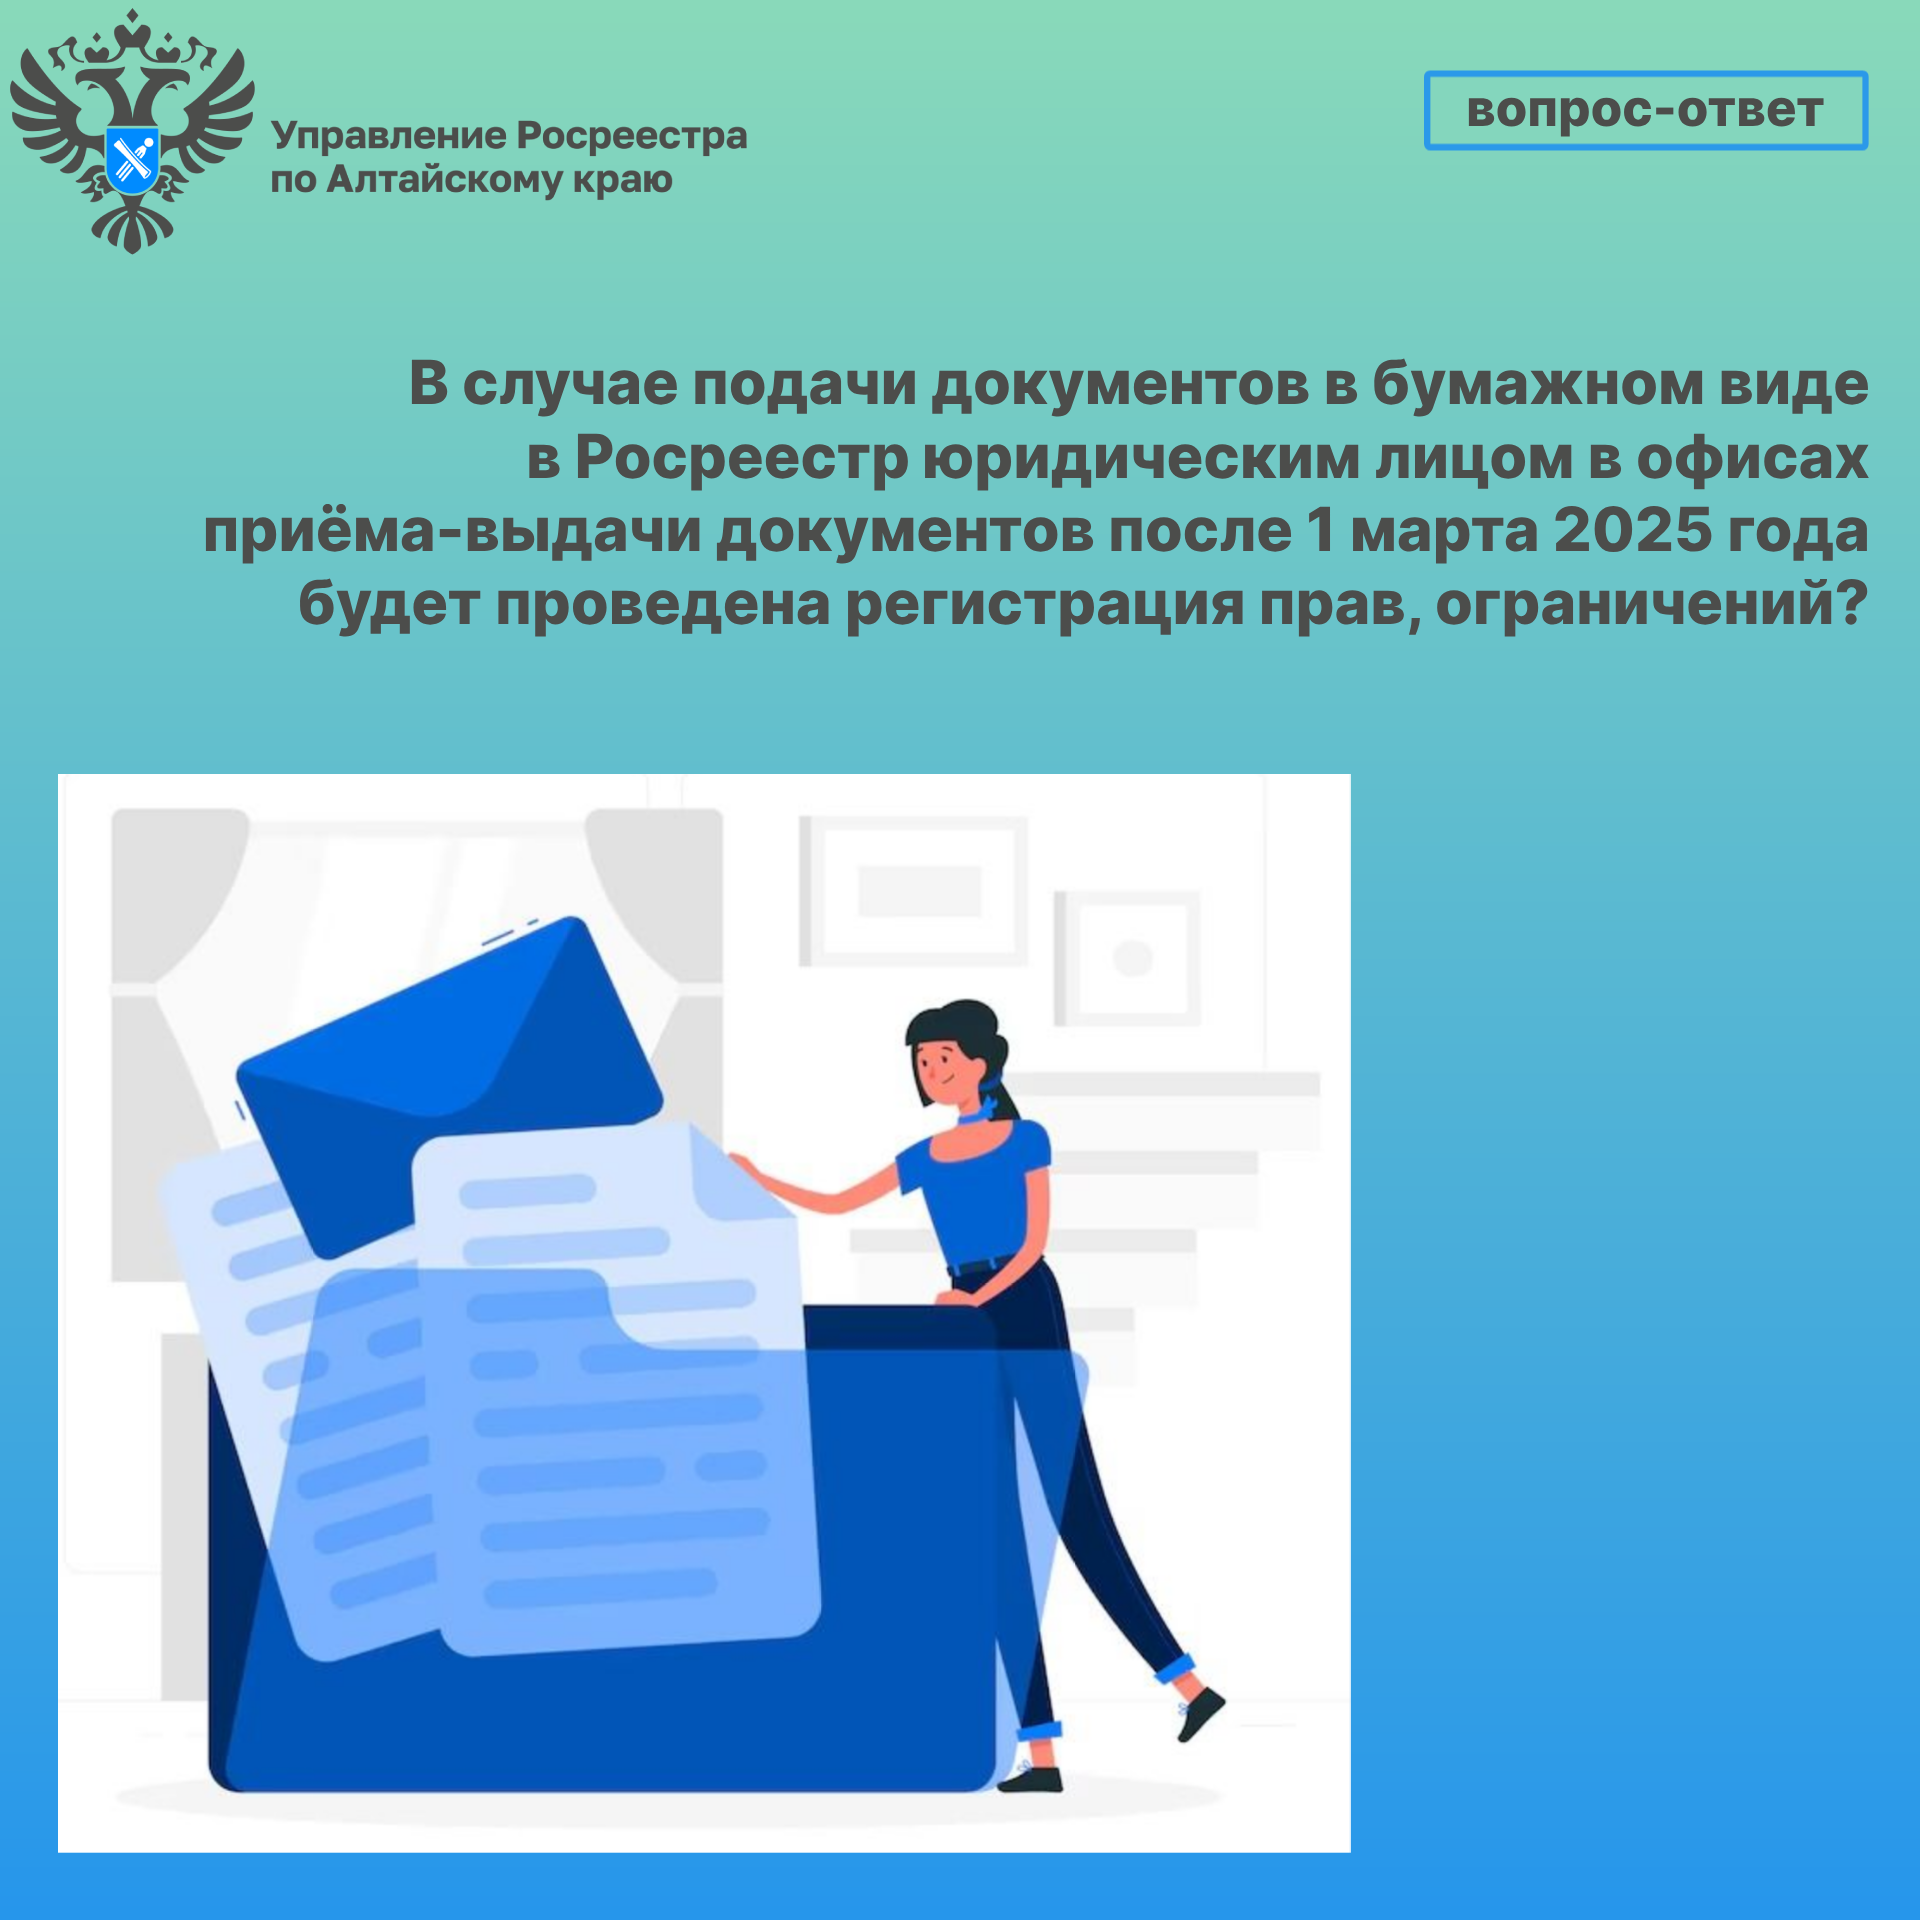 Управление Росреестра
по Алтайскому краю
вопрос-ответ
В случае подачи документов в бумажном виде
в Росреестр юридическим лицом в офисах
приёма-выдачи документов после 1 марта 2025 года
будет проведена регистрация прав, ограничений?